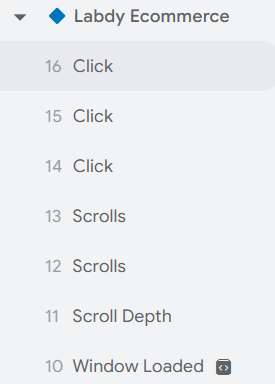 Labdy Ecommerce
16 Click
15 Click
14 Click
13 Scrolls
12 Scrolls
11 Scroll Depth
10 Window Loaded